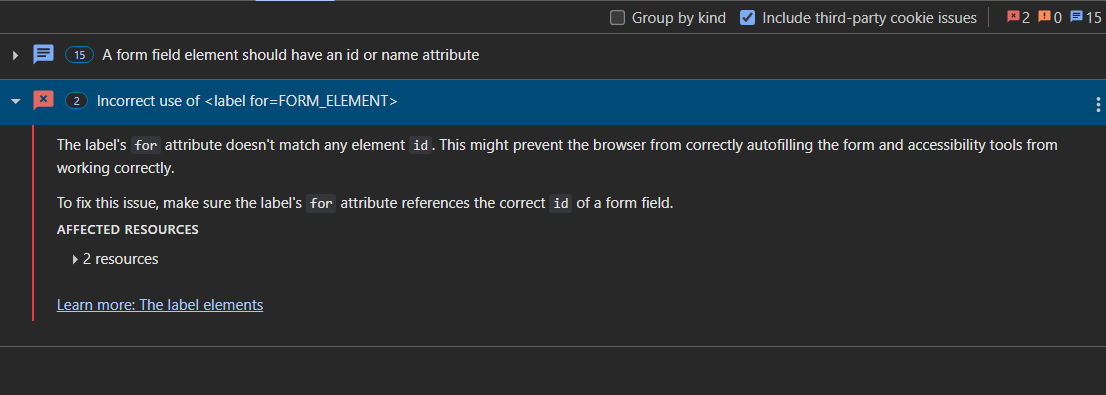 Group by kind Include third-party cookie issues 2 0 15
15 A form field element should have an id or name attribute
2 Incorrect use of <label for=FORM_ELEMENT>
The label's for attribute doesn't match any element id. This might prevent the browser from correctly autofilling the form and accessibility tools from
working correctly.
To fix this issue, make sure the label's for attribute references the correct id of a form field.
AFFECTED RESOURCES
2 resources
Learn more: The label elements